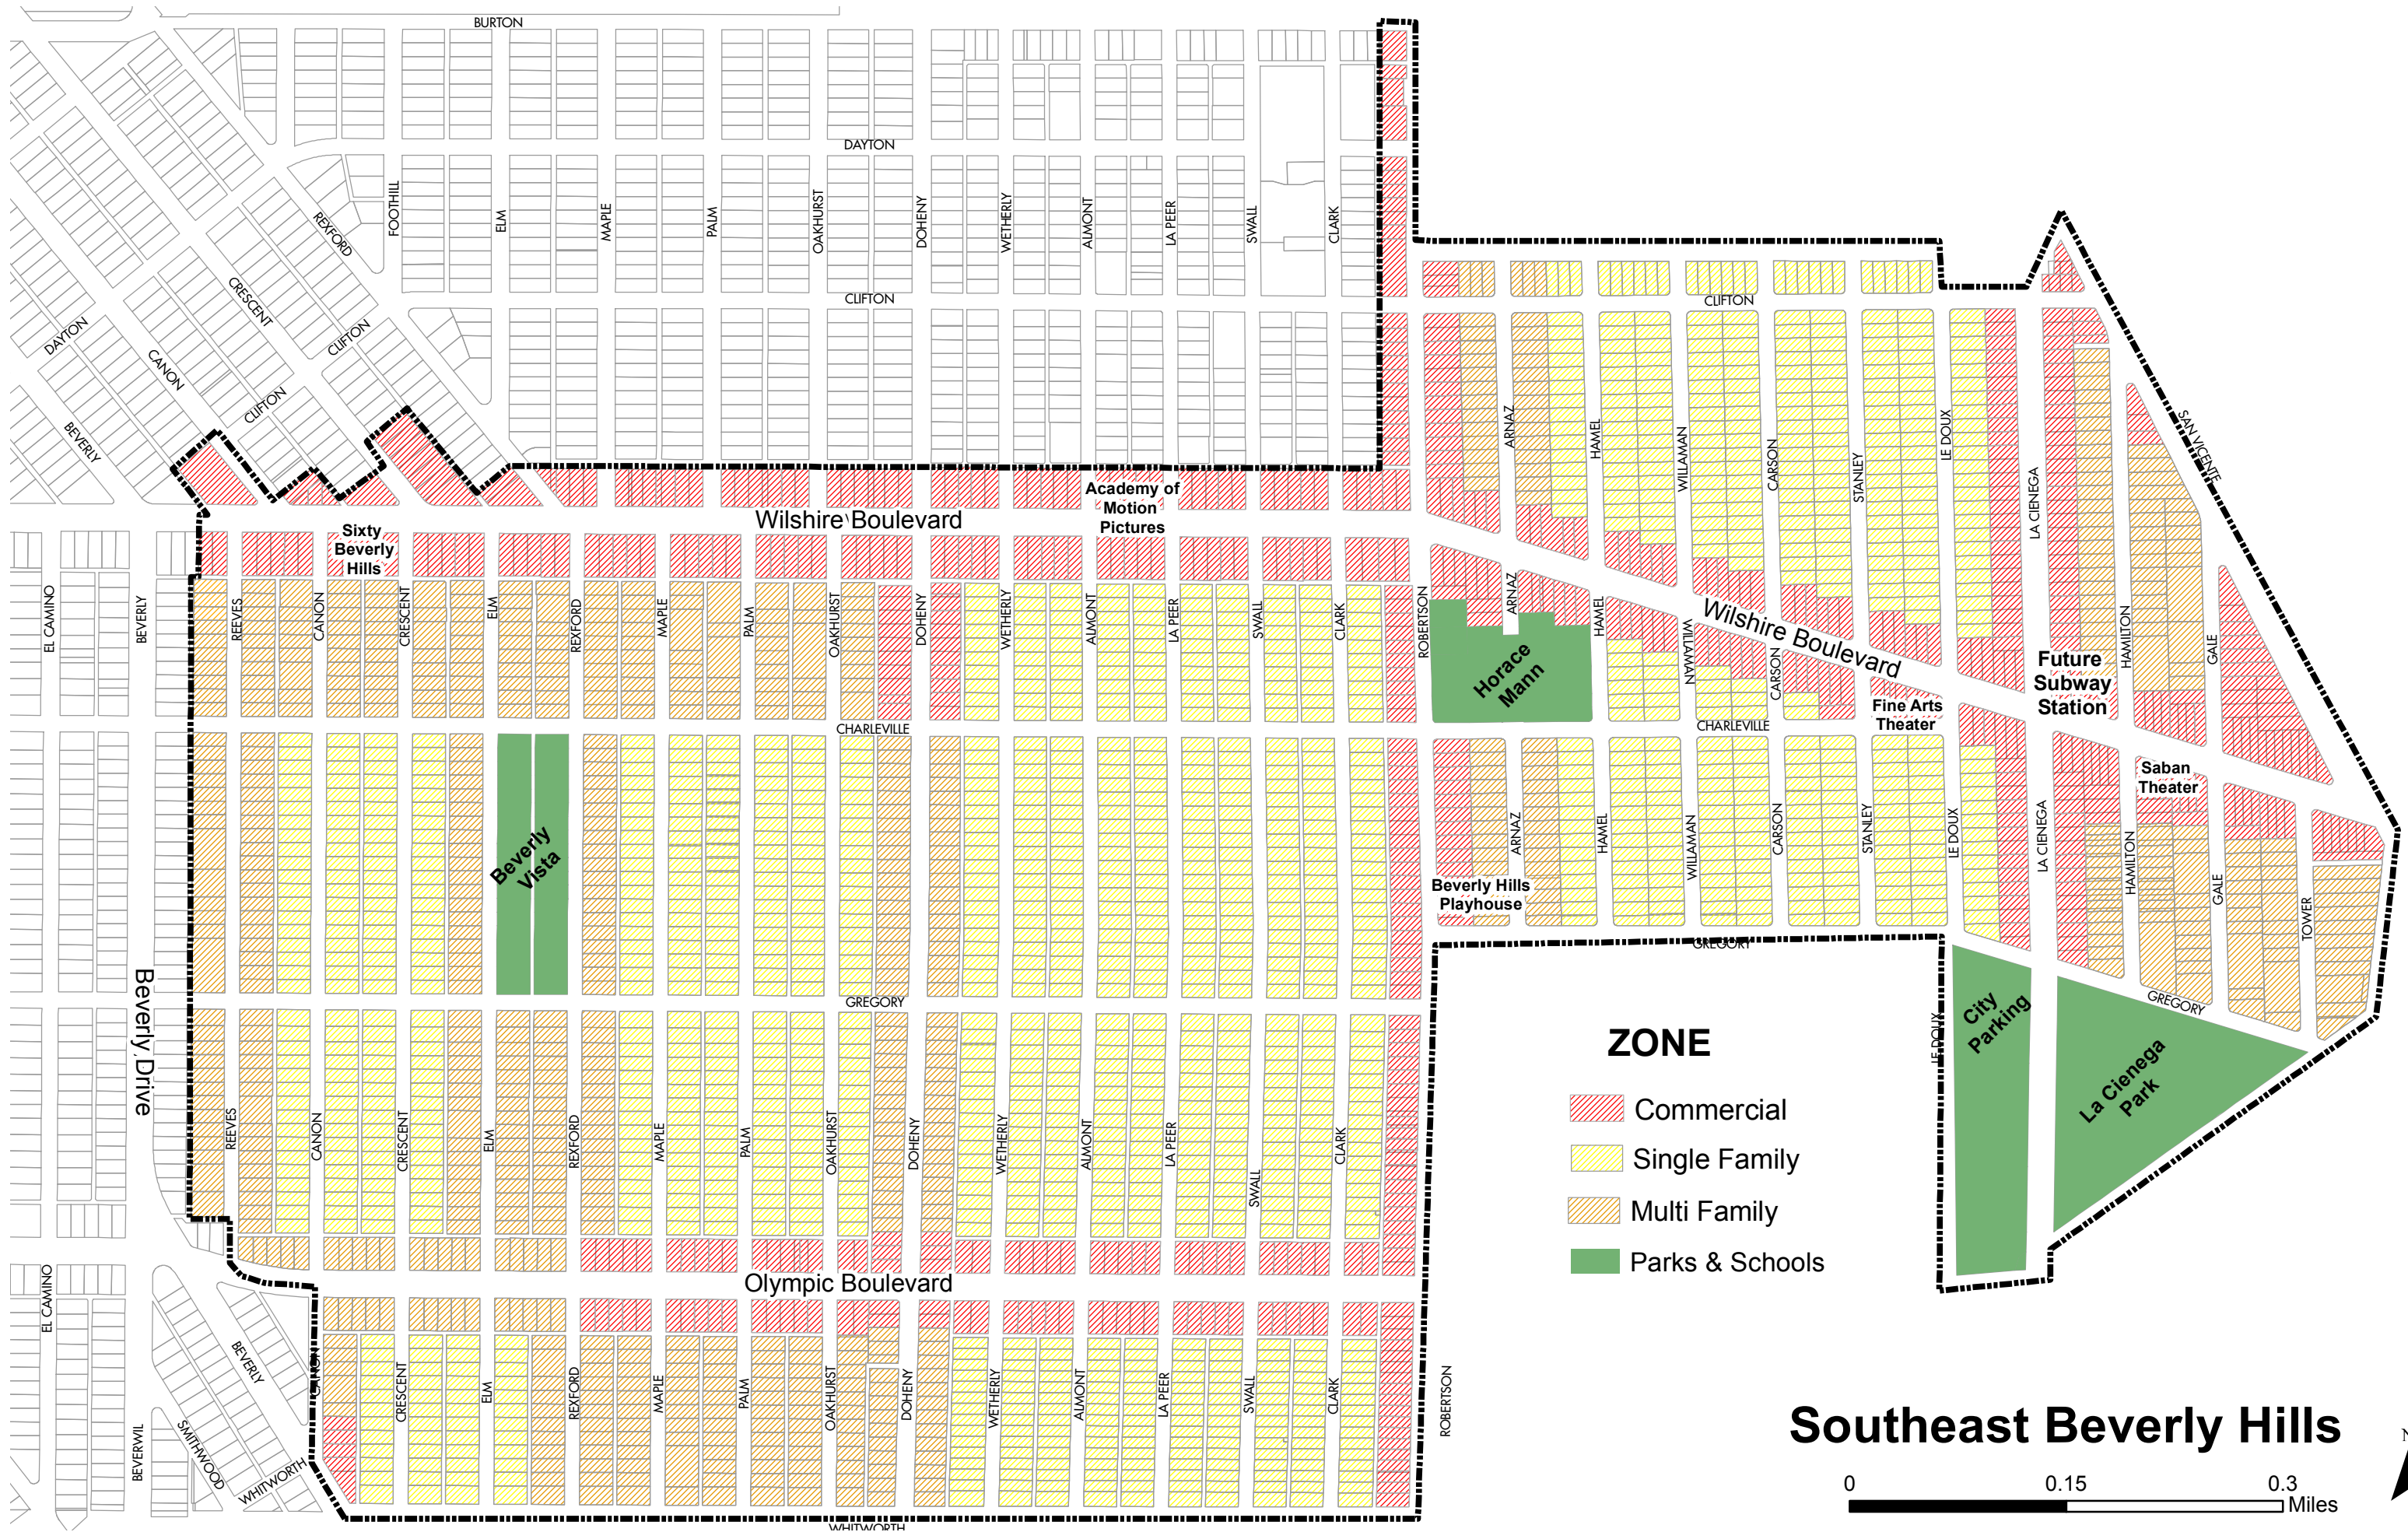 BURTON
DAYTON
FOOTHILL
REXFORD
ELM
MAPLE
PALM
OAKHURST
DOHENY
WETHERLY
ALMONT
LA PEER
SWALL
CLARK
CRESCENT
CLIFTON
CLIFTON
DAYTON
CANON
CLIFTON
CLIFTON
BEVERLY
ARNAZ
HAMEL
WILLAMAN
CARSON
STANLEY
LE DOUX
LA CIENEGA
SAN VICENTE
Academy of
Motion
Pictures
Wilshire Boulevard
Sixty
Beverly
Hills
EL CAMINO
BEVERLY
REEVES
CANON
CRESCENT
ELM
REXFORD
MAPLE
PALM
OAKHURST
DOHENY
WETHERLY
ALMONT
LA PEER
SWALL
CLARK
ROBERTSON
ARNAZ
HAMEL
WILLAMAN
CARSON
Wilshire Boulevard
HAMILTON
GALE
Horace
Mann
Future
Subway
Station
Fine Arts
Theater
CHARLEVILLE
CHARLEVILLE
Saban
Theater
Beverly
Vista
ARNAZ
HAMEL
WILLAMAN
CARSON
STANLEY
LE DOUX
LA CIENEGA
HAMILTON
GALE
TOWER
Beverly Hills
Playhouse
GREGORY
GREGORY
GREGORY
Beverly Drive
City
Parking
LE DOUX
La Cienega
Park
REEVES
CANON
CRESCENT
ELM
REXFORD
MAPLE
PALM
OAKHURST
DOHENY
WETHERLY
ALMONT
LA PEER
SWALL
CLARK
ZONE
Commercial
Single Family
Multi Family
Parks & Schools
Olympic Boulevard
EL CAMINO
BEVERLY
CANON
CRESCENT
ELM
REXFORD
MAPLE
PALM
OAKHURST
DOHENY
WETHERLY
ALMONT
LA PEER
SWALL
CLARK
ROBERTSON
BEVERWIL
SMITHWOOD
WHITWORTH
WHITWORTH
Southeast Beverly Hills
N
0 0.15 0.3
Miles